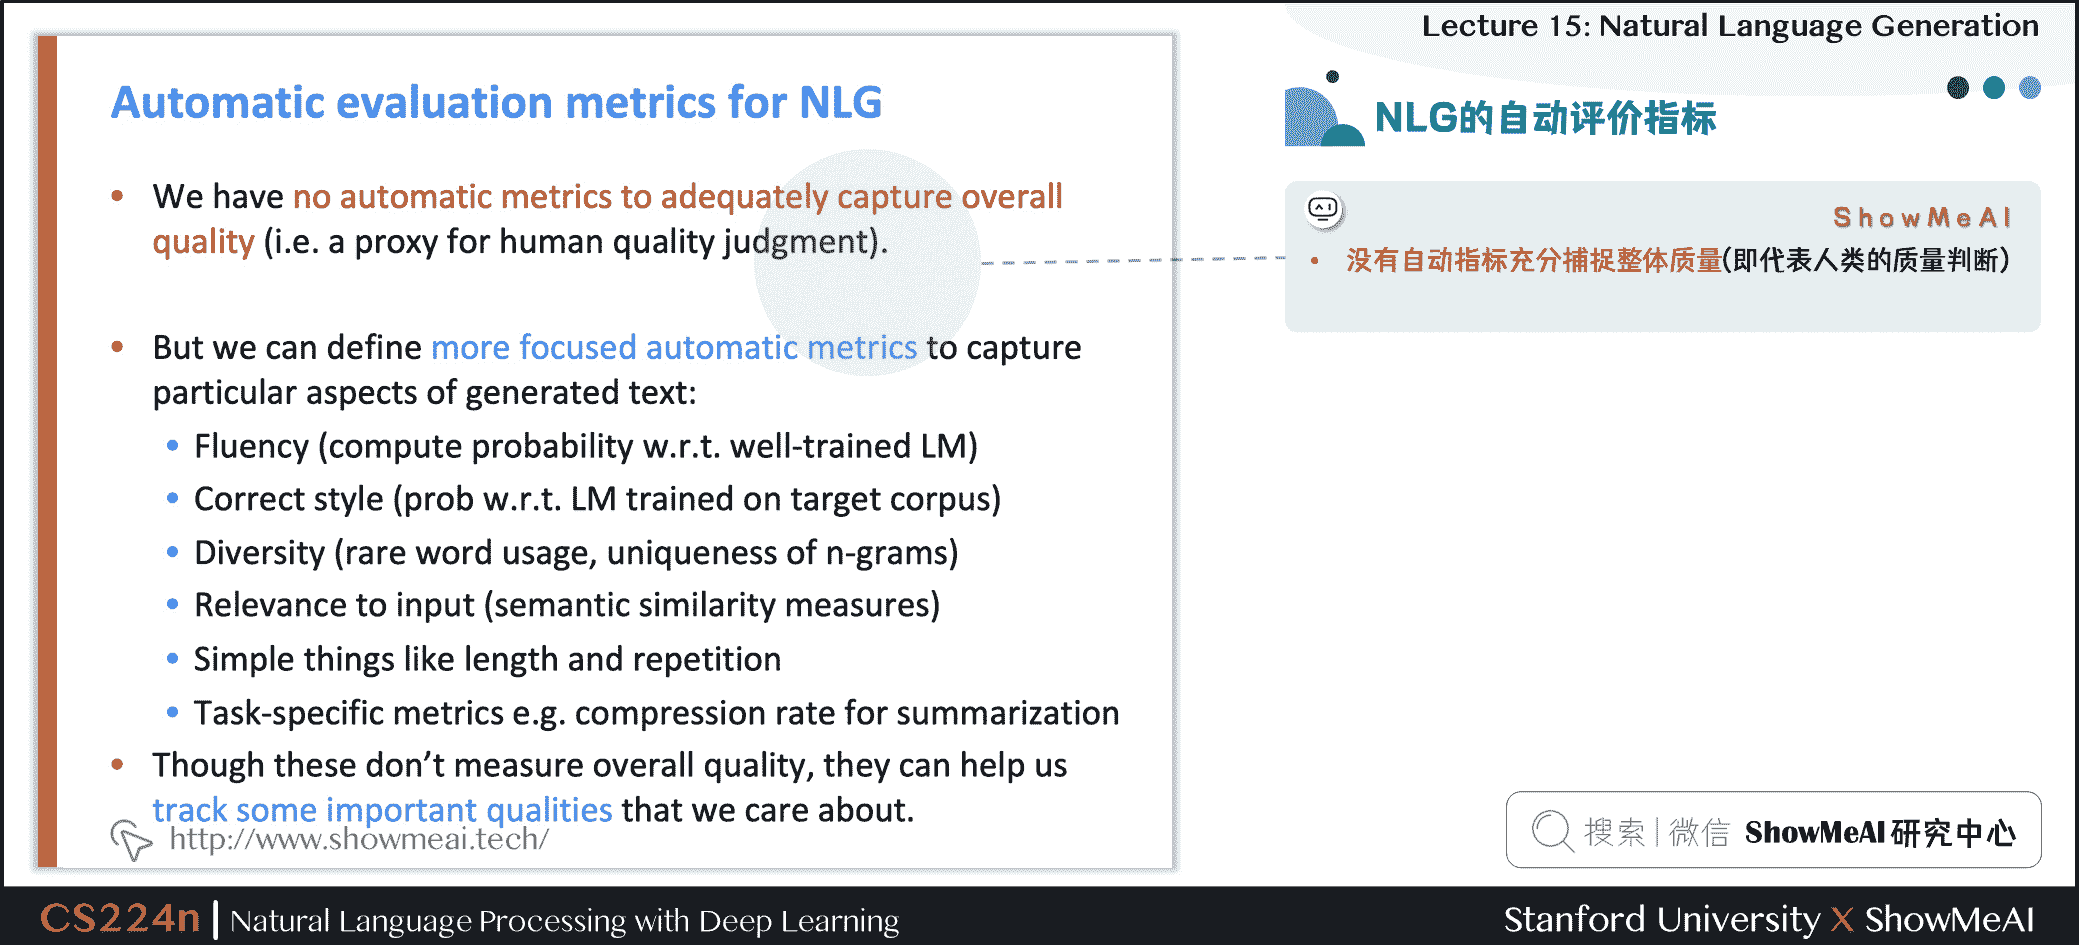 Lecture 15: Natural Language Generation
Automatic evaluation metrics for NLG
• We have no automatic metrics to adequately capture overall
quality (i.e. a proxy for human quality judgment).
• But we can define more focused automatic metrics to capture
particular aspects of generated text:
• Fluency (compute probability w.r.t. well-trained LM)
• Correct style (prob w.r.t. LM trained on target corpus)
• Diversity (rare word usage, uniqueness of n-grams)
• Relevance to input (semantic similarity measures)
• Simple things like length and repetition
• Task-specific metrics e.g. compression rate for summarization
• Though these don’t measure overall quality, they can help us
track some important qualities that we care about.
http://www.showmeai.tech/
NLG的自动评价指标
ShowMeAI
• 没有自动指标充分捕捉整体质量(即代表人类的质量判断)
搜索|微信 ShowMeAI 研究中心
CS224n | Natural Language Processing with Deep Learning
Stanford University X ShowMeAI